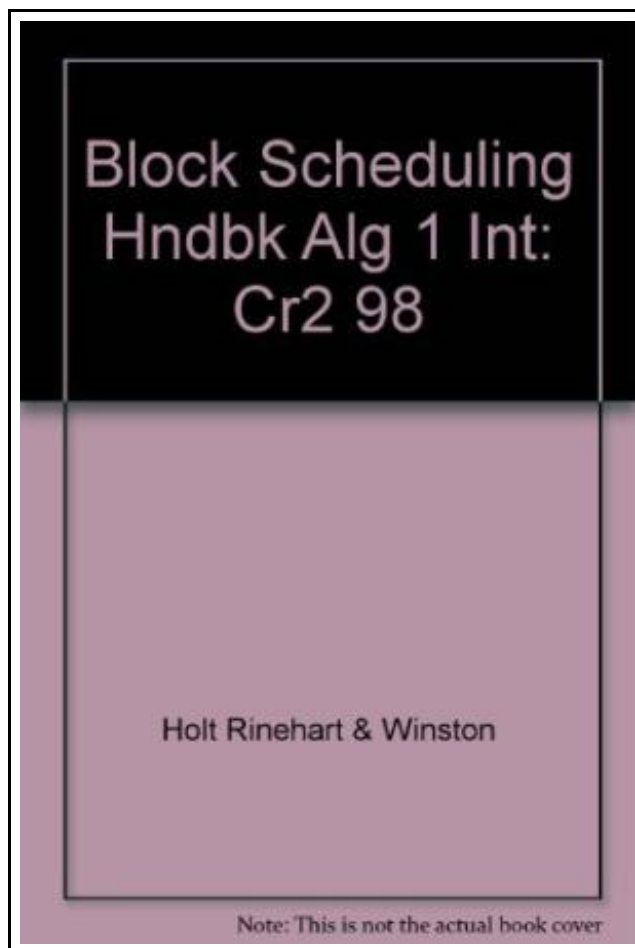 Block Scheduling
Hndbk Alg 1 Int:
Cr2 98
Holt Rinehart & Winston
Note: This is not the actual book cover